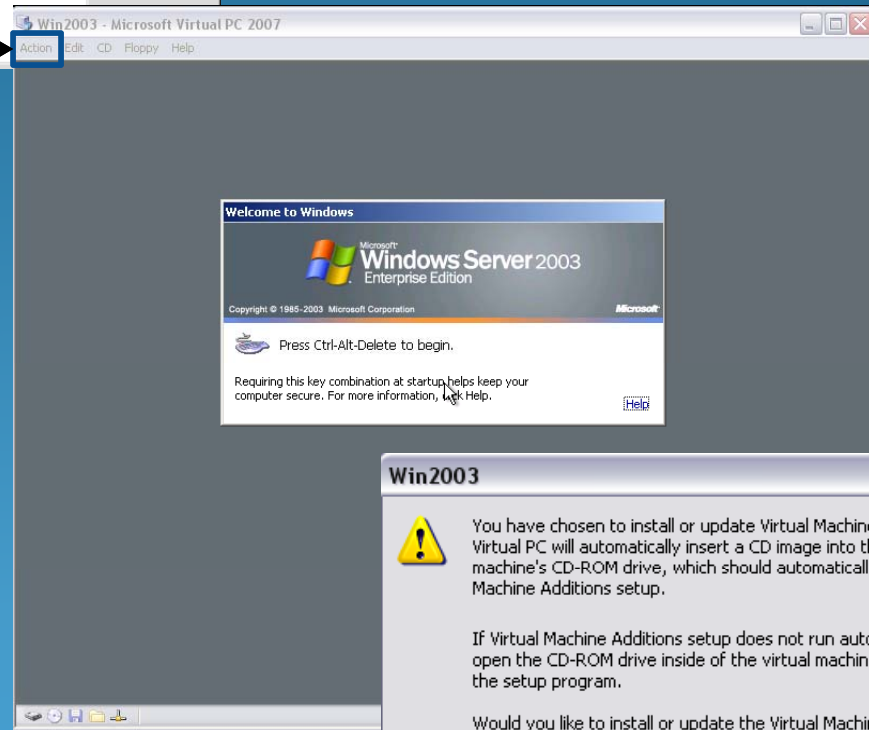 Win2003 - Microsoft Virtual PC 2007
Action Edit CD Floppy Help
Welcome to Windows
Microsoft
Windows Server 2003
Enterprise Edition
Copyright © 1985-2003 Microsoft Corporation
Microsoft
Press Ctrl-Alt-Delete to begin.
Requiring this key combination at startup helps keep your
computer secure. For more information, Help.
Help
Win2003
You have chosen to install or update Virtual Machine
Virtual PC will automatically insert a CD image into
machine's CD-ROM drive, which should
Machine Additions setup.
If Virtual Machine Additions setup does not run
open the CD-ROM drive inside of the virtual
the setup program.
Would you like to install or update the Virtual